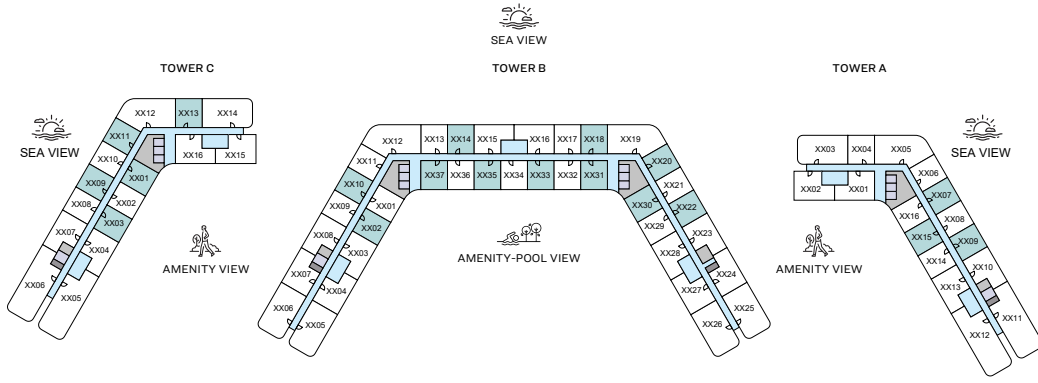 SEA VIEW
TOWER C
TOWER B
TOWER A
XX12
XX13
XX14
XX11
XX10
XX16
XX15
XX09
XX01
XX08
XX02
XX07
XX03
XX06
XX04
XX05
SEA VIEW
AMENITY VIEW
XX12
XX13
XX14
XX15
XX16
XX17
XX18
XX19
XX11
XX37
XX36
XX35
XX34
XX33
XX32
XX31
XX20
XX10
XX01
XX30
XX21
XX09
XX02
XX29
XX22
XX08
XX03
XX28
XX23
XX07
XX04
XX27
XX24
XX06
XX05
XX26
XX25
AMENITY-POOL VIEW
XX03
XX04
XX05
XX02
XX01
XX06
XX16
XX07
XX15
XX08
XX14
XX09
XX13
XX10
XX12
XX11
SEA VIEW
AMENITY VIEW